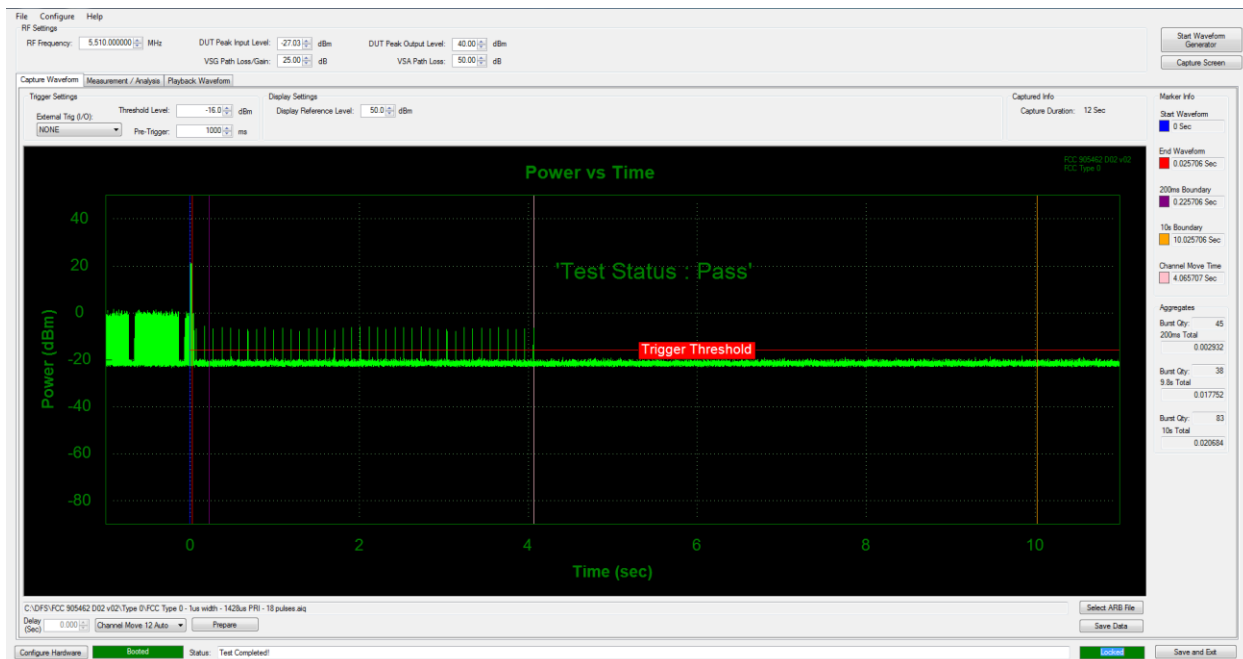 File Configure Help
RF Settings
RF Frequency: 5,510.000000 MHz DUT Peak Input Level: -27.03 dBm DUT Peak Output Level: 40.00 dBm
VSG Path Loss/Gain: 25.00 dB VSA Path Loss: 50.00 dB
Start Waveform
Generator
Capture Screen
Capture Waveform Measurement / Analysis Playback Waveform
Trigger Settings
External Trig (I/O):
NONE
Threshold Level: -16.0 dBm
Pre-Trigger: 1000 ms
Display Settings
Display Reference Level: 50.0 dBm
Captured Info
Capture Duration: 12 Sec
Marker Info
Start Waveform
0 Sec
End Waveform
0.025706 Sec
200ms Boundary
0.225706 Sec
10s Boundary
10.025706 Sec
Channel Move Time
4.065707 Sec
Aggregates
Burst Qty: 45
200ms Total
0.002932
Burst Qty: 38
9.8s Total
0.017752
Burst Qty: 83
10s Total
0.020684
FCC 905462 D02 v02
FCC Type 0
Power vs Time
'Test Status : Pass'
Trigger Threshold
Power (dBm)
40
20
0
-20
-40
-60
-80
0 2 4 6 8 10
Time (sec)
C:\DFS\FCC 905462 D02 v02\Type 0\FCC Type 0 - 1us width - 1428us PRI - 18 pulses.aiq
Select ARB File
Delay
(Sec) 0.000 Channel Move 12 Auto Prepare
Save Data
Configure Hardware Booted Status: Test Completed! Locked Save and Exit